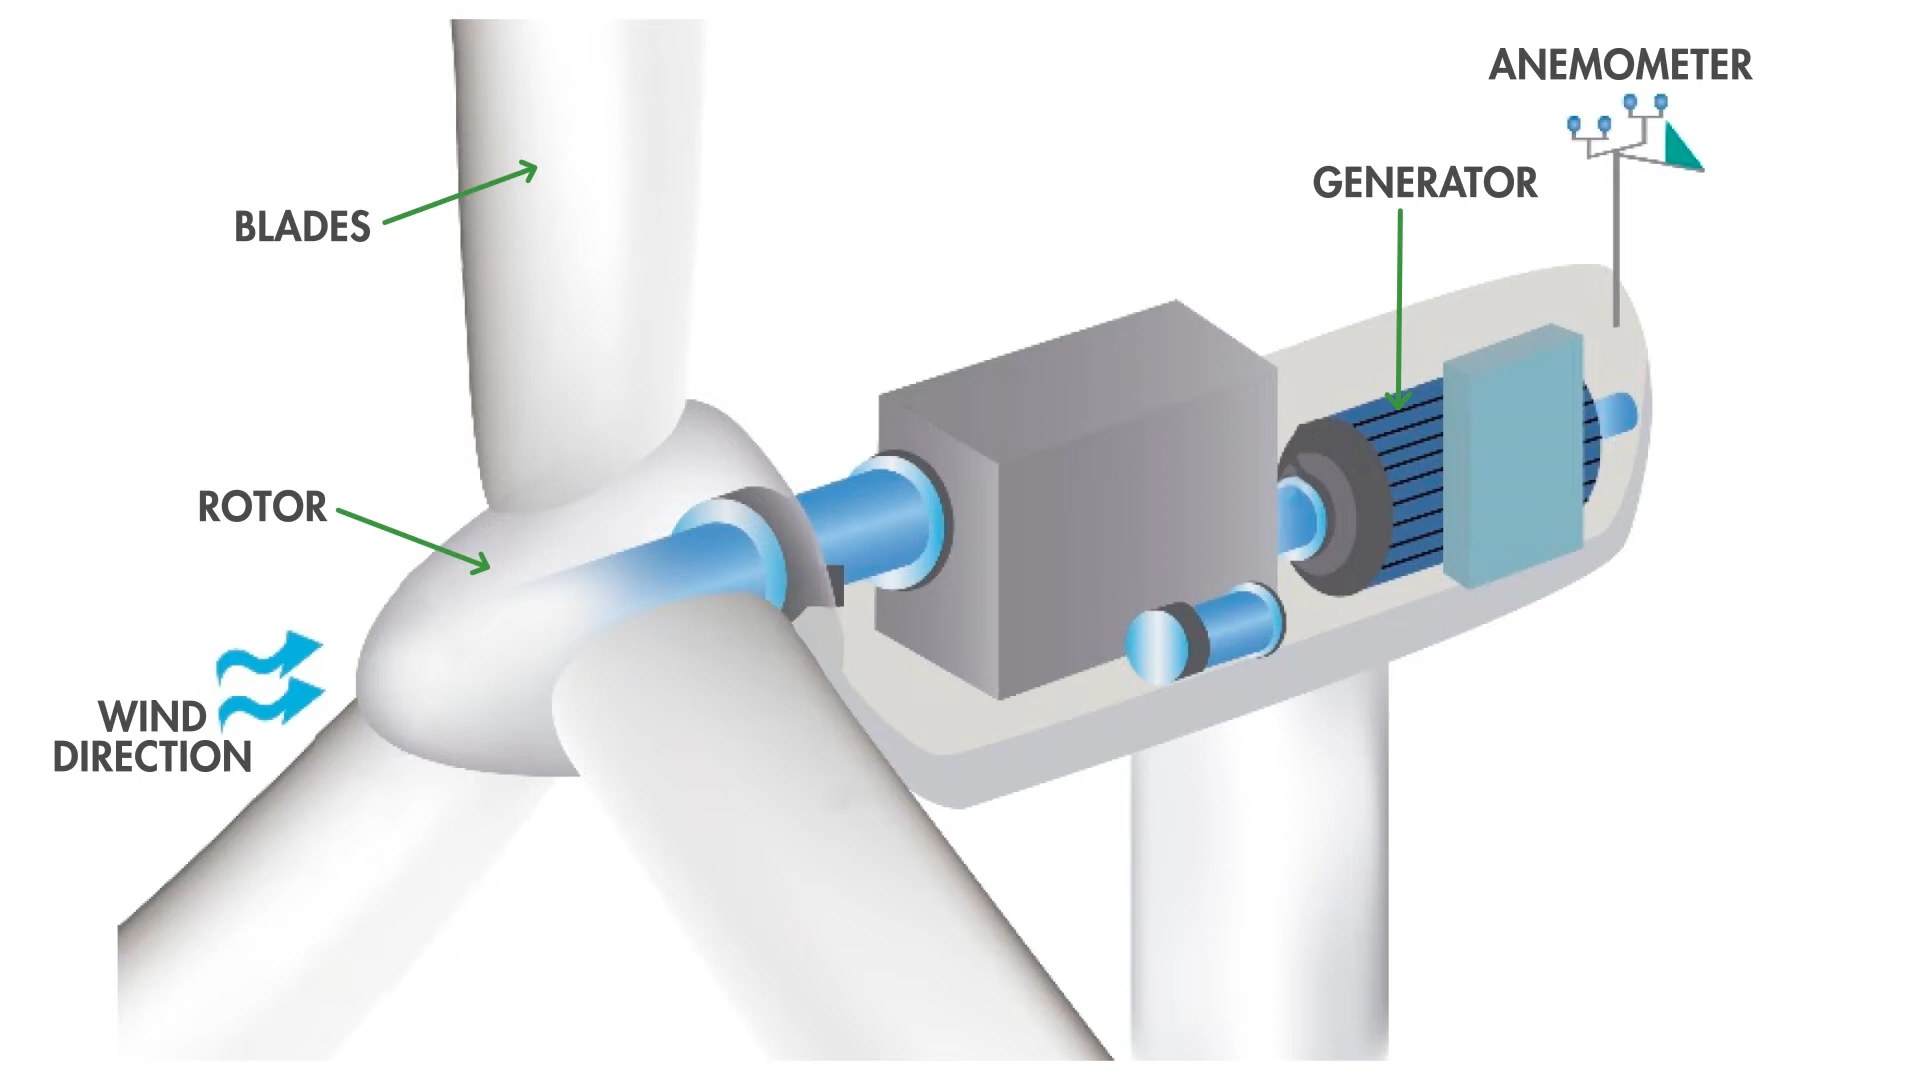 ANEMOMETER
GENERATOR
BLADES
ROTOR
WIND
DIRECTION